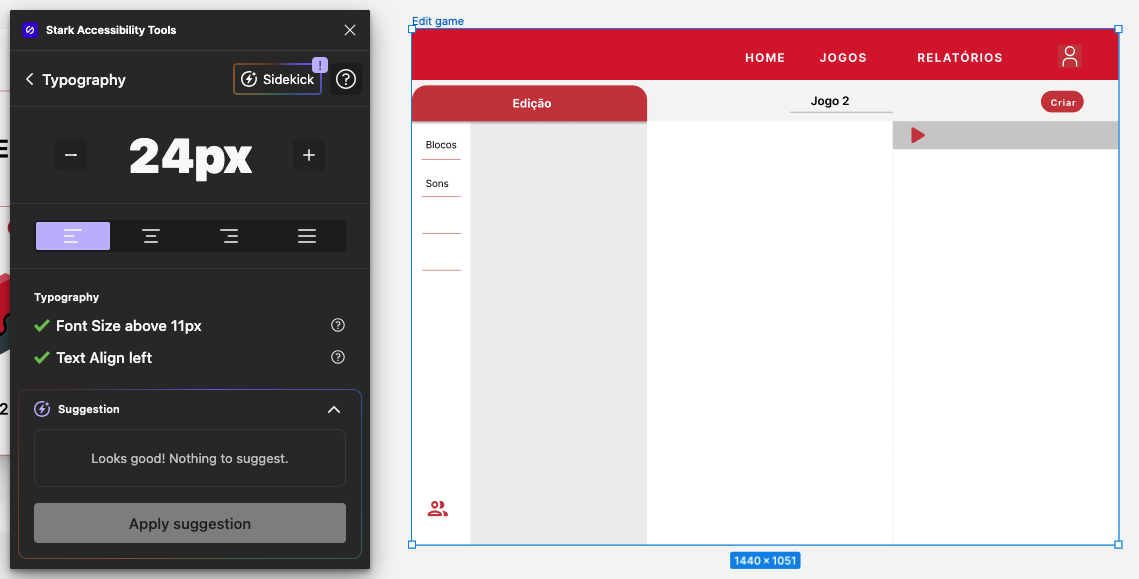 Stark Accessibility Tools
Typography
Sidekick
!
?
24px
Typography
Font Size above 11px
?
Text Align left
?
Suggestion
Looks good! Nothing to suggest.
Apply suggestion
Edit game
HOME JOGOS RELATÓRIOS
Edição
Jogo 2
Criar
Blocos
Sons
1440 × 1051